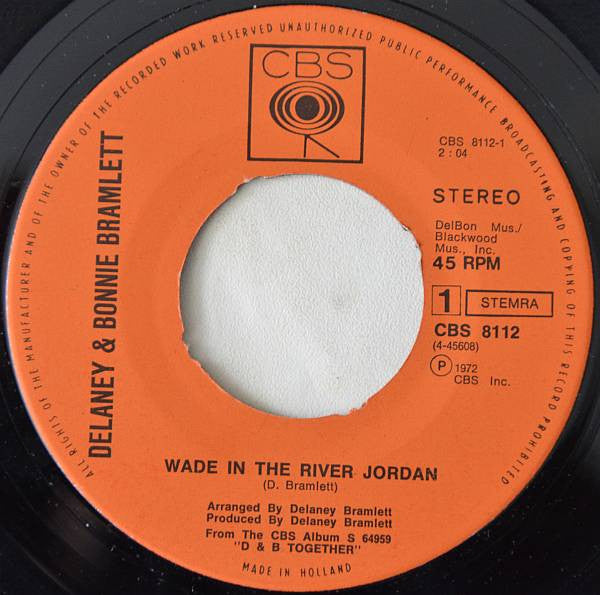 ALL RIGHTS OF THE MANUFACTURER AND OF THE OWNER OF THE RECORDED WORK RESERVED UNAUTHORIZED PUBLIC PERFORMANCE BROADCASTING AND COPYING OF THIS RECORD PROHIBITED
CBS
DELANEY & BONNIE BRAMLETT
CBS 8112-1
2 : 04
STEREO
DelBon Mus./
Blackwood
Mus., Inc.
45 RPM
1 STEMRA
CBS 8112
(4-45608)
Ⓟ 1972
CBS Inc.
WADE IN THE RIVER JORDAN
(D. Bramlett)
Arranged By Delaney Bramlett
Produced By Delaney Bramlett
From The CBS Album S 64959
"D & B TOGETHER"
MADE IN HOLLAND